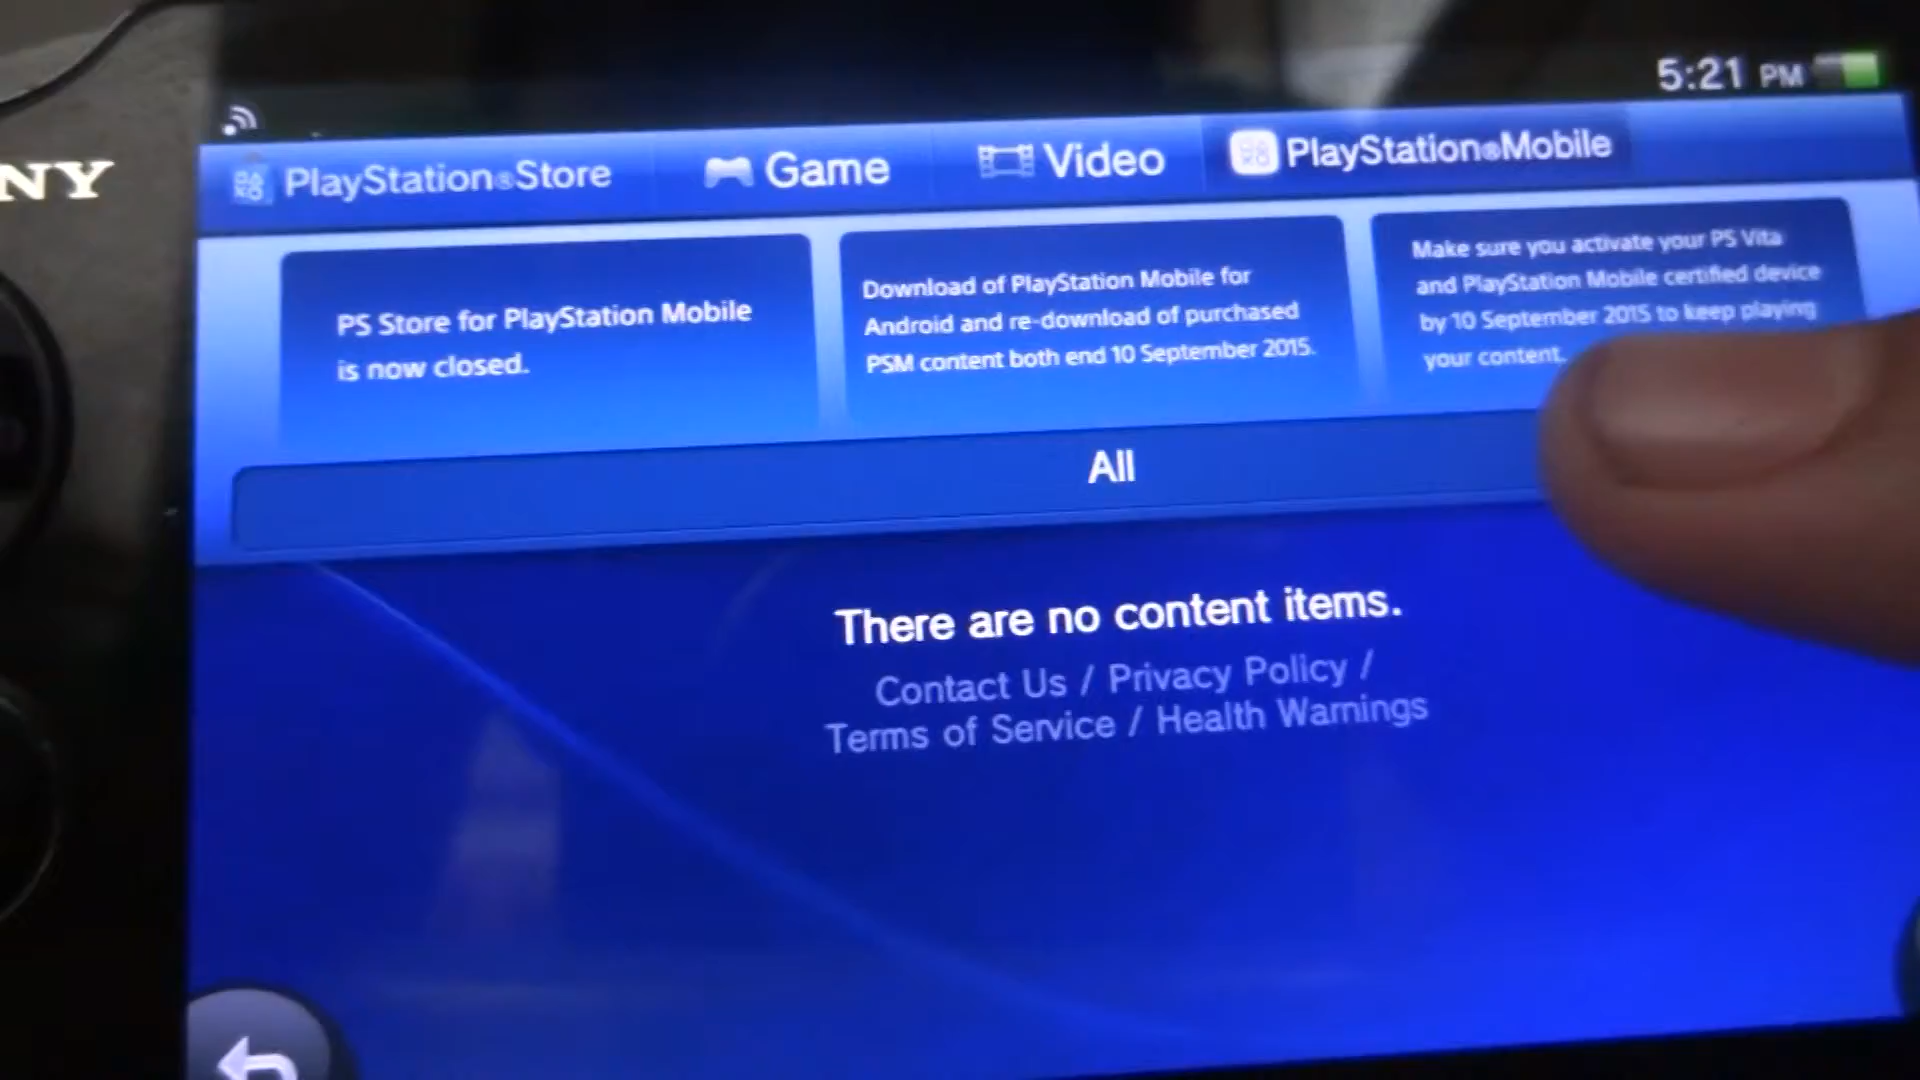 5:21 PM
NY
PlayStation®Store
Game
Video
PlayStation®Mobile
PS Store for PlayStation Mobile
is now closed.
Download of PlayStation Mobile for
Android and re-download of purchased
PSM content both end 10 September 2015.
Make sure you activate your PS Vita
and PlayStation Mobile certified device
by 10 September 2015 to keep playing
your content.
All
There are no content items.
Contact Us / Privacy Policy /
Terms of Service / Health Warnings